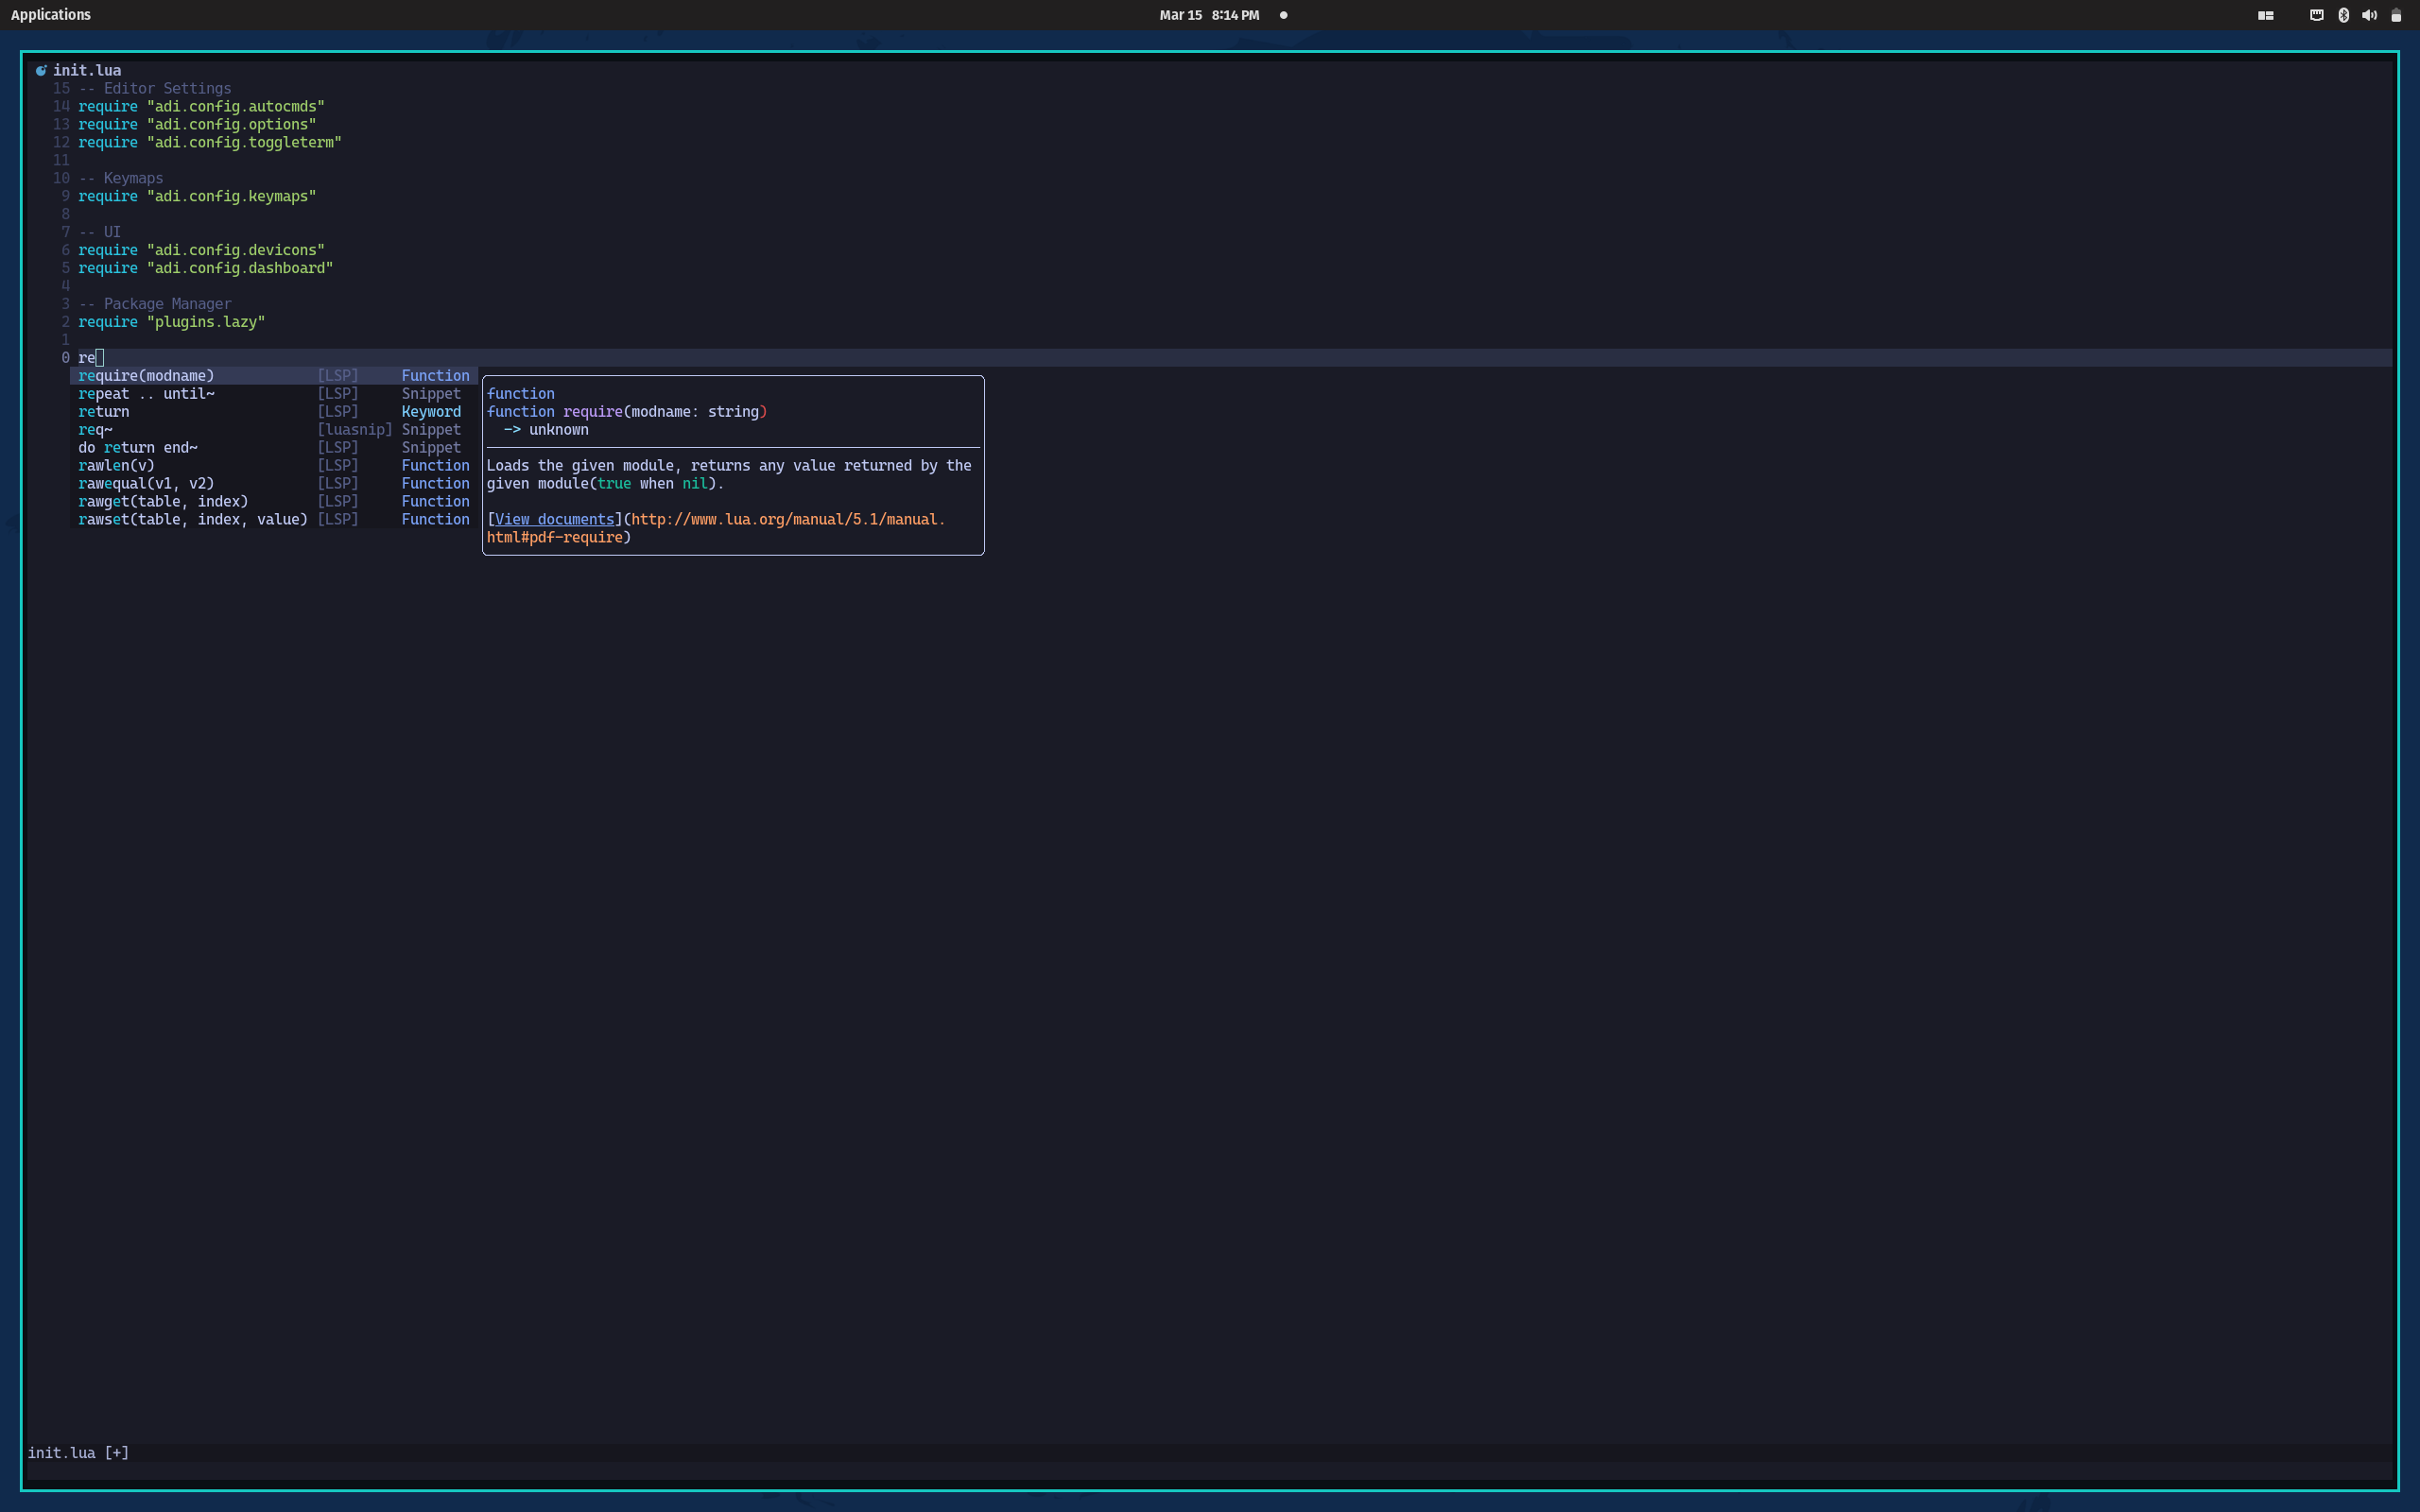 Applications
Mar 15 8:14 PM
init.lua
15 -- Editor Settings
14 require "adi.config.autocmds"
13 require "adi.config.options"
12 require "adi.config.toggleterm"
11
10 -- Keymaps
9 require "adi.config.keymaps"
8
7 -- UI
6 require "adi.config.devicons"
5 require "adi.config.dashboard"
4
3 -- Package Manager
2 require "plugins.lazy"
1
0 re
require(modname) [LSP] Function
repeat .. until~ [LSP] Snippet
return [LSP] Keyword
req~ [luasnip] Snippet
do return end~ [LSP] Snippet
rawlen(v) [LSP] Function
rawequal(v1, v2) [LSP] Function
rawget(table, index) [LSP] Function
rawset(table, index, value) [LSP] Function
function
function require(modname: string)
-> unknown
Loads the given module, returns any value returned by the
given module(true when nil).
[View documents](http://www.lua.org/manual/5.1/manual.
html#pdf-require)
init.lua [+]